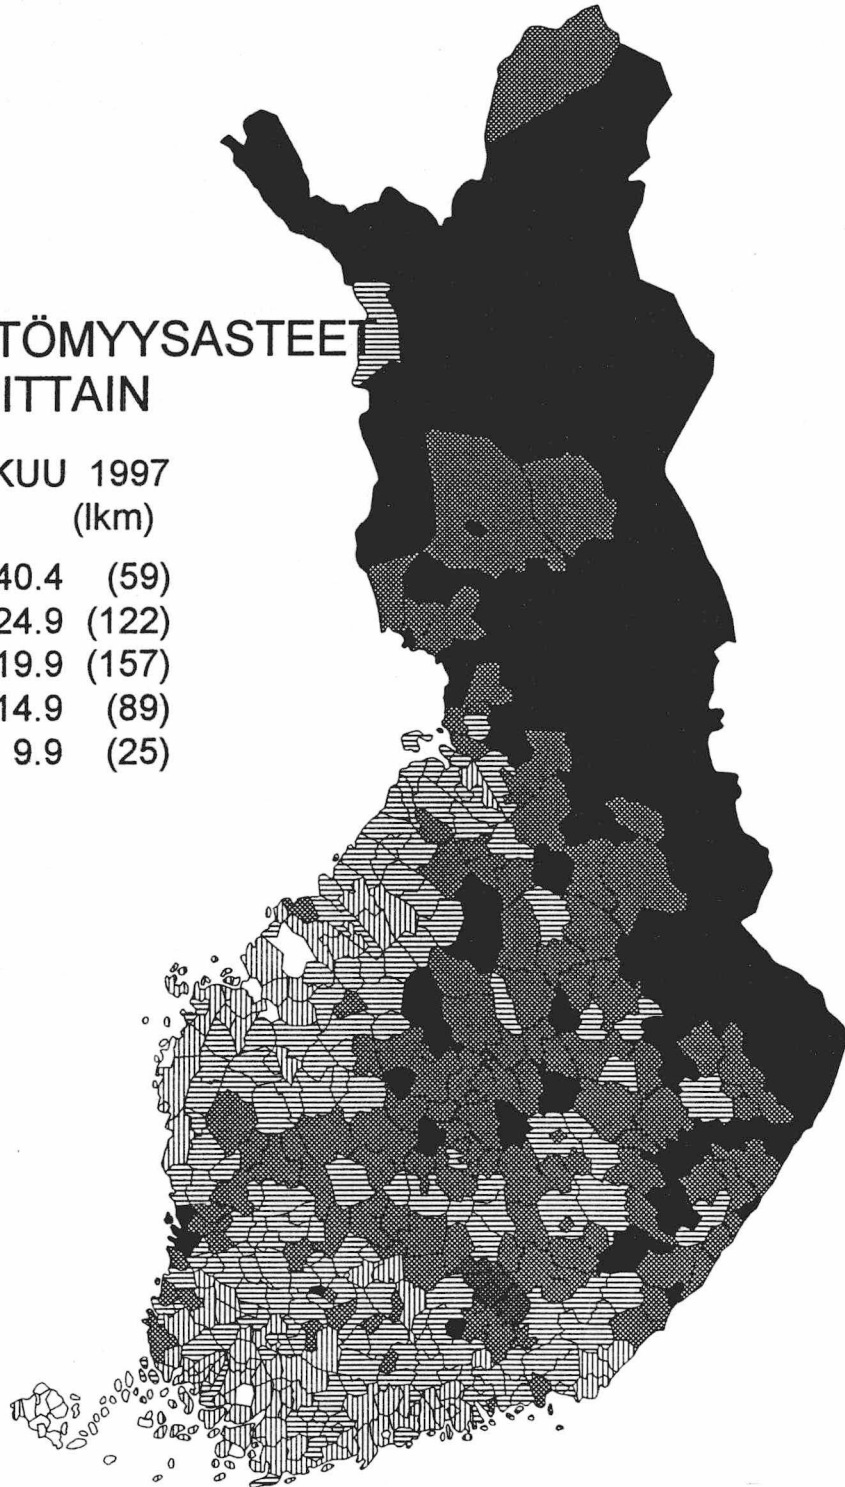 TÖMYYSASTEET
ITTAIN
KUU 1997
(lkm)
40.4 (59)
24.9 (122)
19.9 (157)
14.9 (89)
9.9 (25)